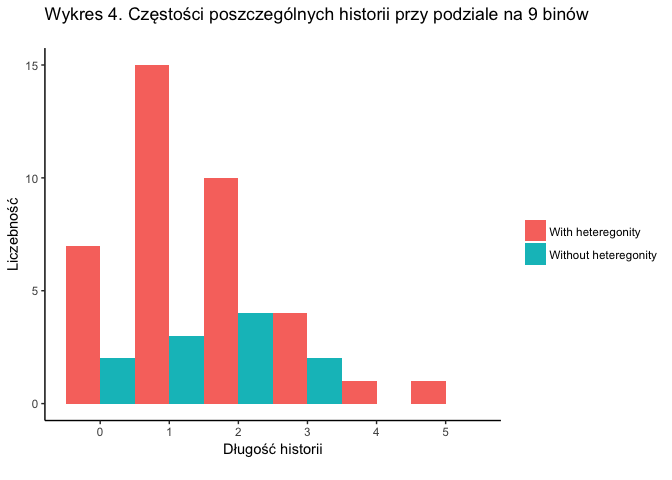 Wykres 4. Częstości poszczególnych historii przy podziale na 9 binów
15
10
5
0
Liczebność
0 1 2 3 4 5
Długość historii
With heteregonity
Without heteregonity